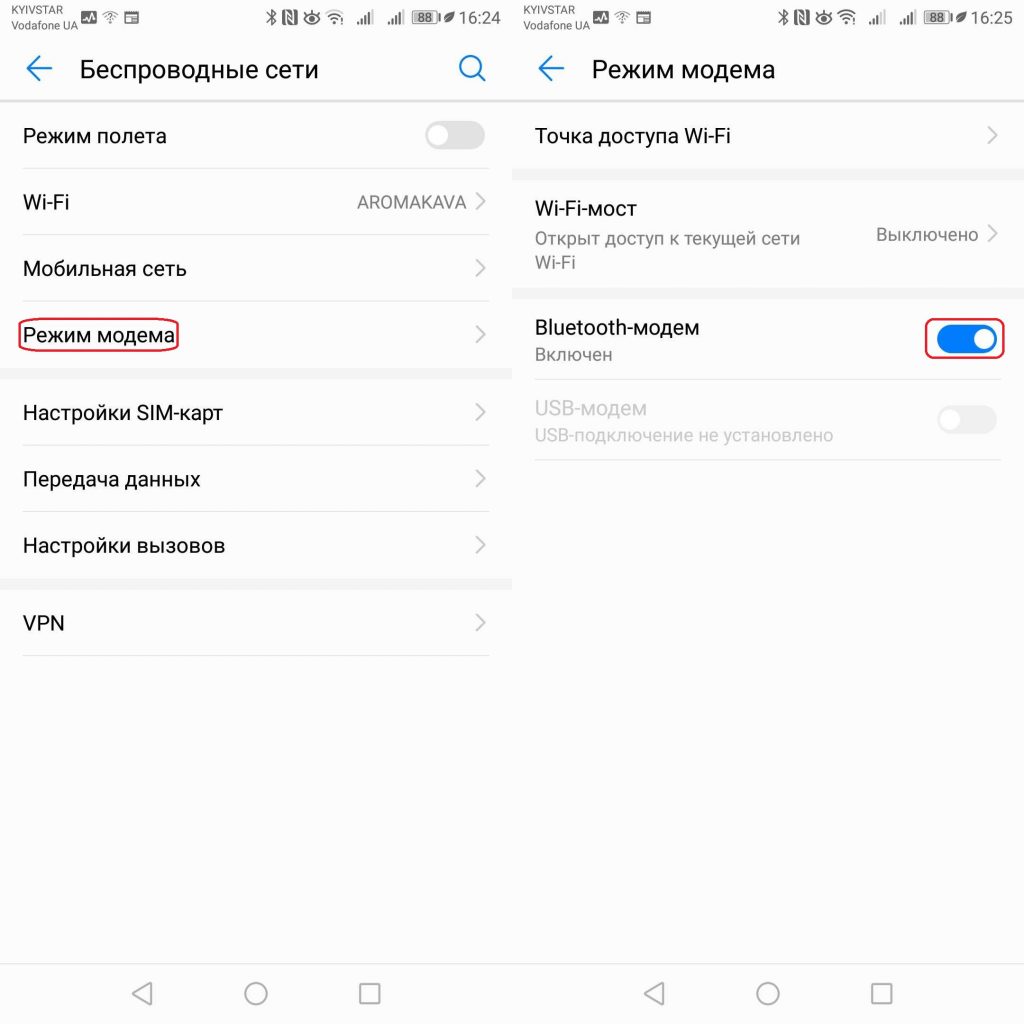 KYIVSTAR
Vodafone UA
88
16:24
Беспроводные сети
Режим полета
Wi-Fi
AROMAKAVA
Мобильная сеть
Режим модема
Настройки SIM-карт
Передача данных
Настройки вызовов
VPN
KYIVSTAR
Vodafone UA
88
16:25
Режим модема
Точка доступа Wi-Fi
Wi-Fi-мост
Открыт доступ к текущей сети
Wi-Fi
Выключено
Bluetooth-модем
Включен
USB-модем
USB-подключение не установлено